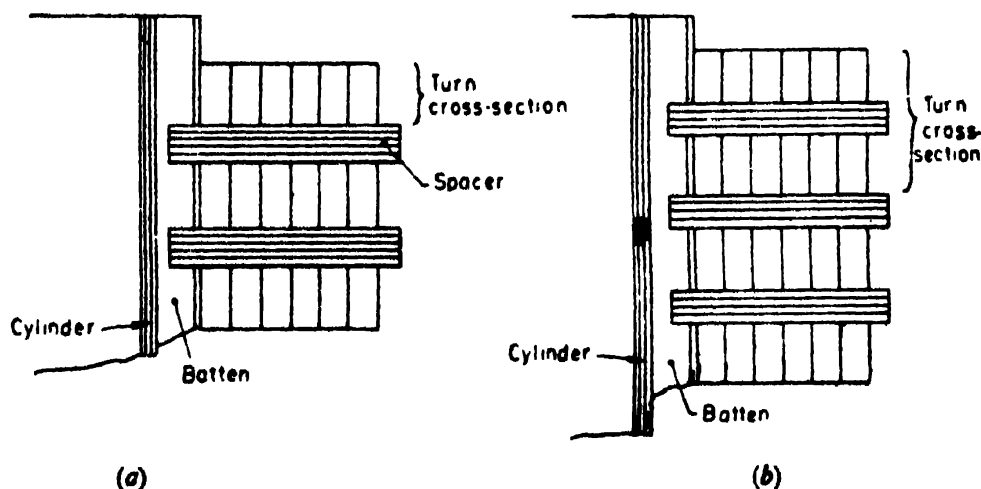 Turn
cross-section
Spacer
Cylinder
Batten
(a)
Turn
cross-
section
Cylinder
Batten
(b)